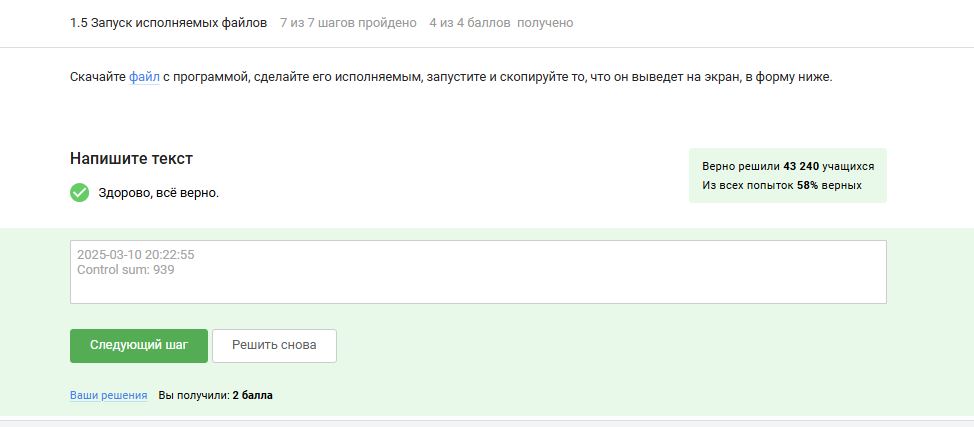 1.5 Запуск исполняемых файлов 7 из 7 шагов пройдено 4 из 4 баллов получено
Скачайте файл с программой, сделайте его исполняемым, запустите и скопируйте то, что он выведет на экран, в форму ниже.
Напишите текст
Здорово, всё верно.
Верно решили 43 240 учащихся
Из всех попыток 58% верных
2025-03-10 20:22:55
Control sum: 939
Следующий шаг Решить снова
Ваши решения Вы получили: 2 балла